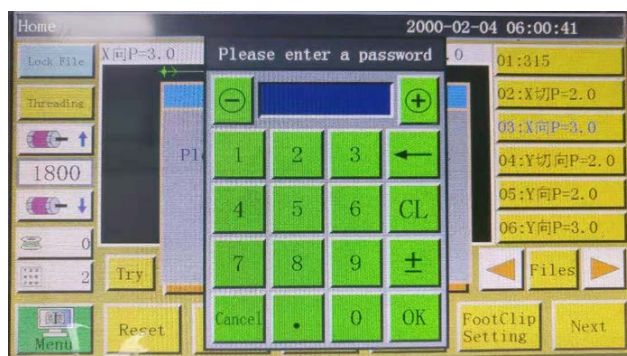 Home
2000-02-04 06:00:41
Lock File
X向P=3.0
Please enter a password
.0
01:315
Threading
02:X切P=2.0
03:X向P=3.0
Pl
1 2 3
04:Y切向P=2.0
1800
05:Y向P=2.0
4 5 6 CL
06:Y向P=3.0
0
7 8 9 ±
2
Try
Files
Menu
Reset
Cancel . 0 OK
FootClip
Setting
Next